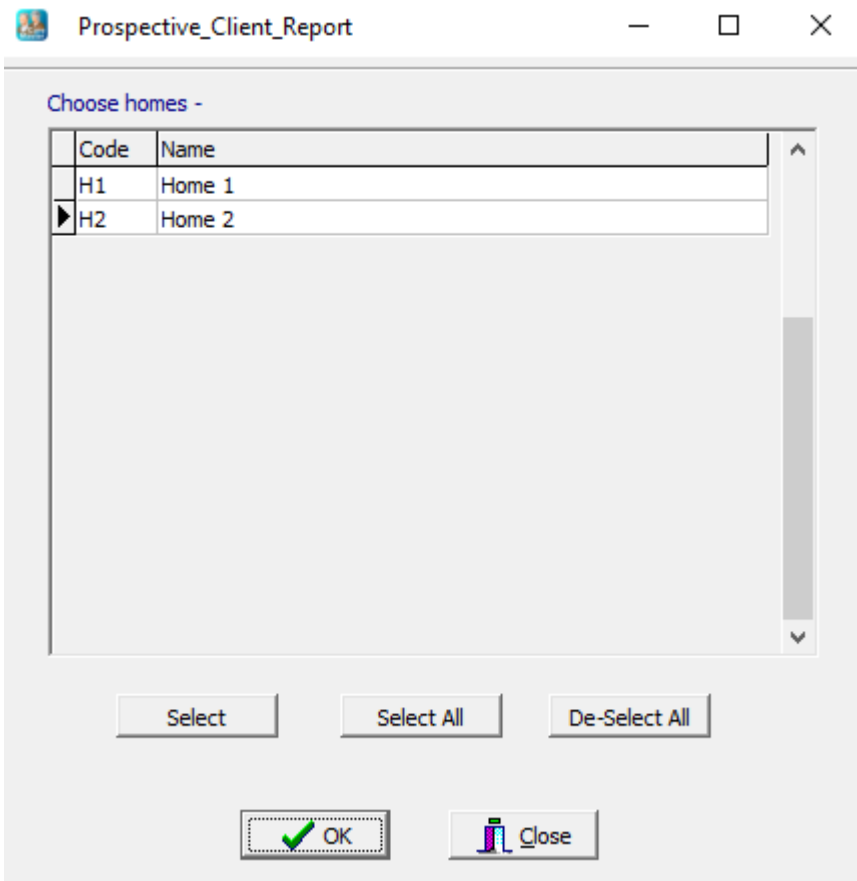 Prospective_Client_Report
Choose homes -
Code Name
H1 Home 1
H2 Home 2
Select Select All De-Select All
OK Close